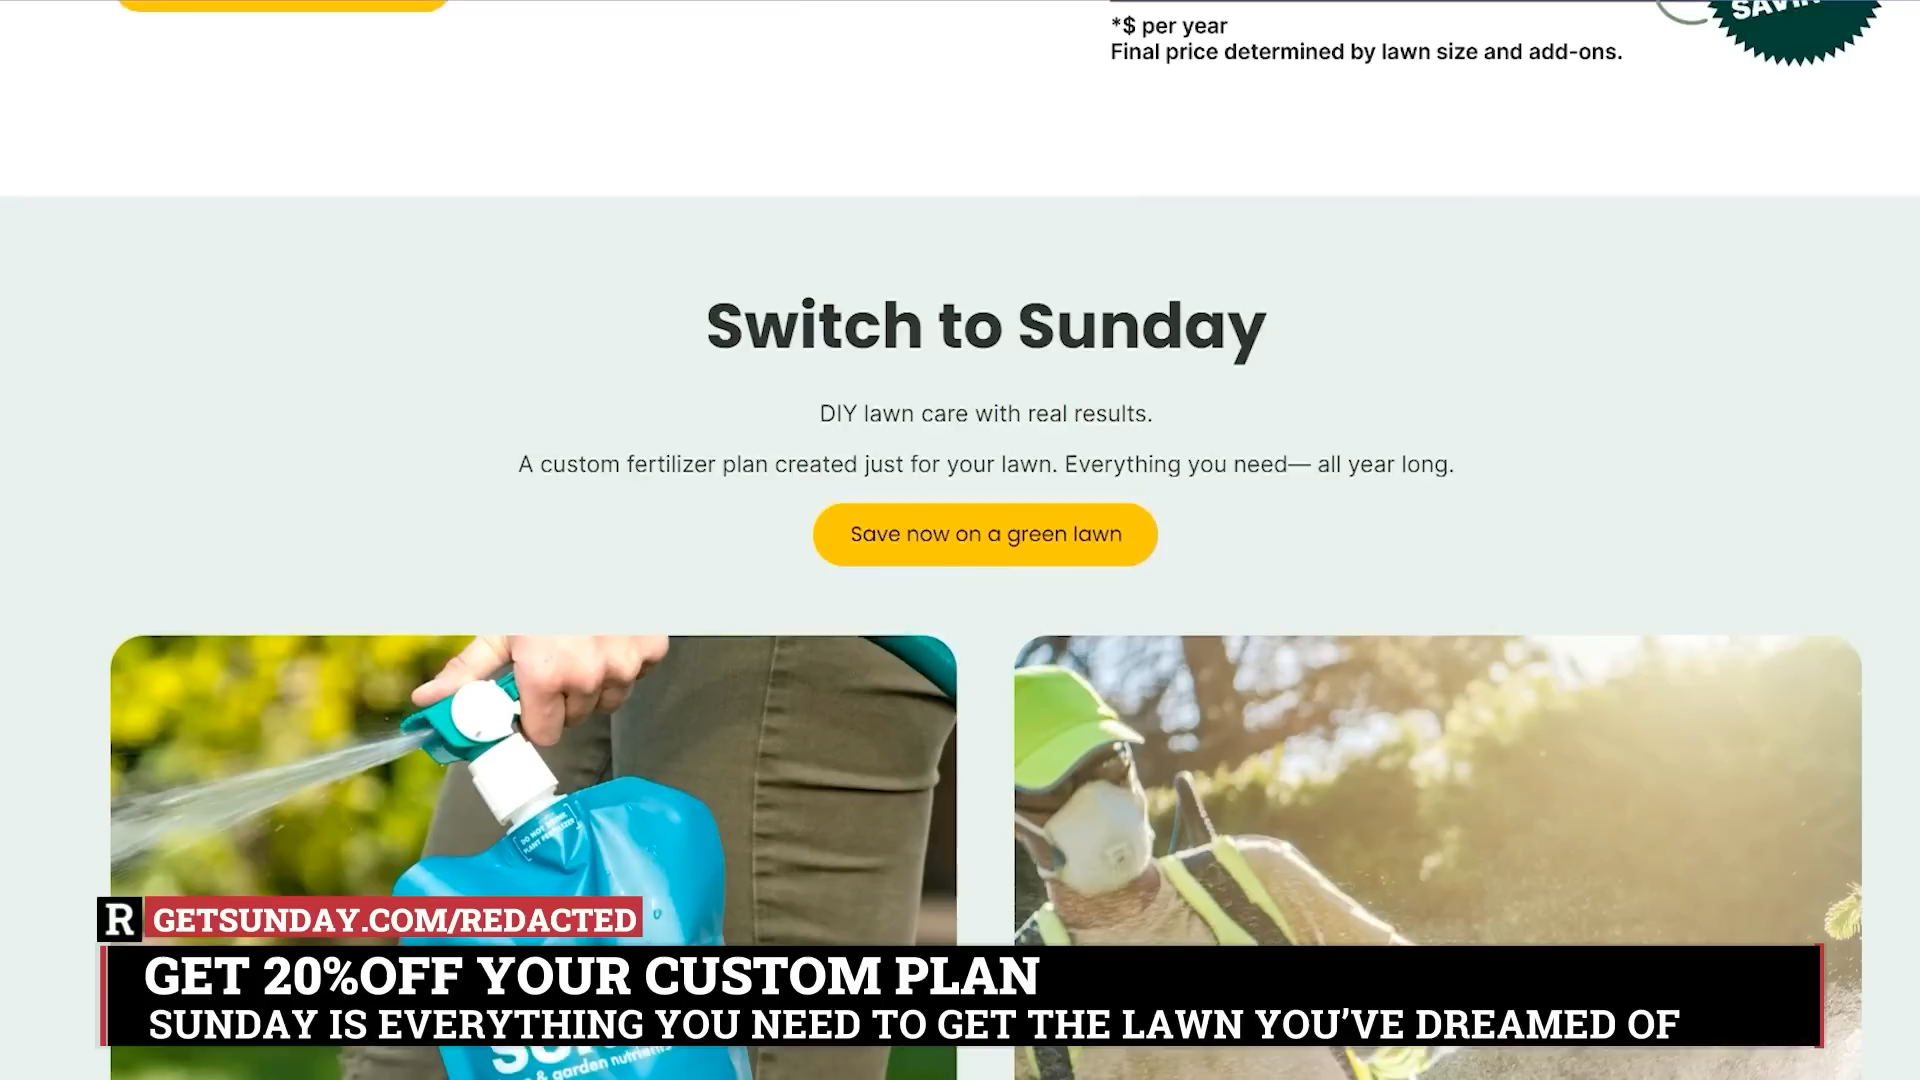 *$ per year
Final price determined by lawn size and add-ons.
Switch to Sunday
DIY lawn care with real results.
A custom fertilizer plan created just for your lawn. Everything you need— all year long.
Save now on a green lawn
R GETSUNDAY.COM/REDACTED
GET 20%OFF YOUR CUSTOM PLAN
SUNDAY IS EVERYTHING YOU NEED TO GET THE LAWN YOU'VE DREAMED OF
& garden nutrients